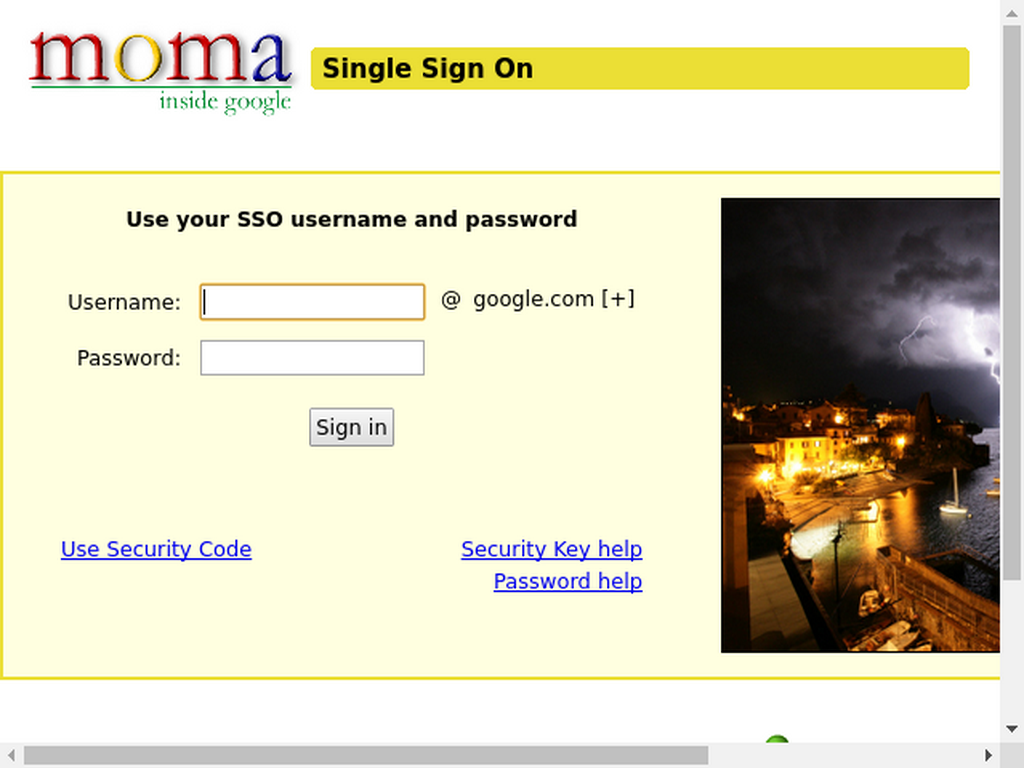 moma
inside google
Single Sign On
Use your SSO username and password
Username: @ google.com [+]
Password:
Sign in
Use Security Code
Security Key help
Password help